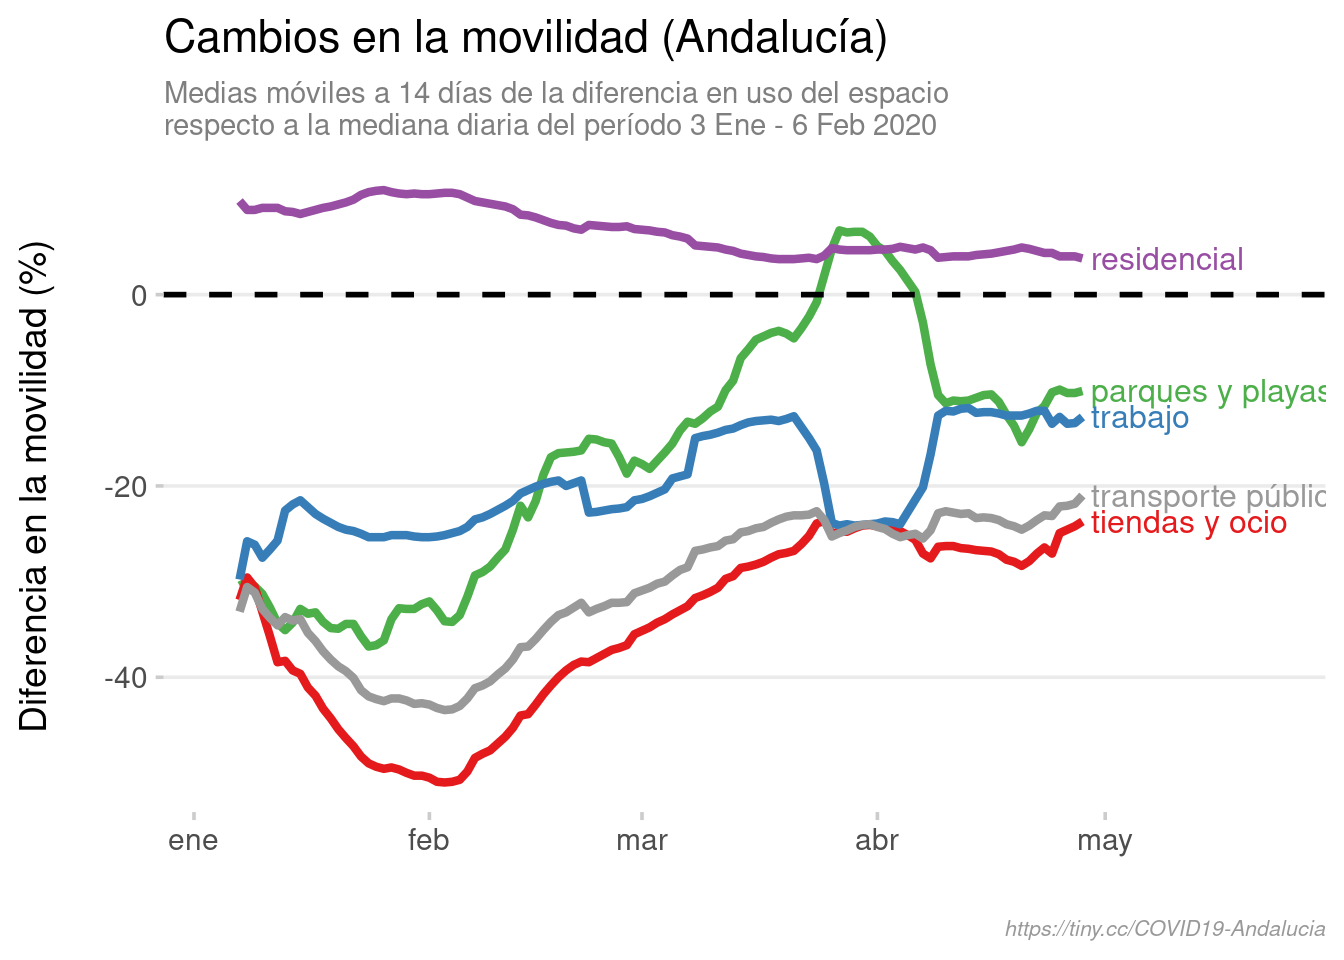 Cambios en la movilidad (Andalucía)
Medias móviles a 14 días de la diferencia en uso del espacio
respecto a la mediana diaria del período 3 Ene - 6 Feb 2020
Diferencia en la movilidad (%)
0
-20
-40
residencial
parques y playas
trabajo
transporte públic
tiendas y ocio
ene
feb
mar
abr
may
https://tiny.cc/COVID19-Andalucia